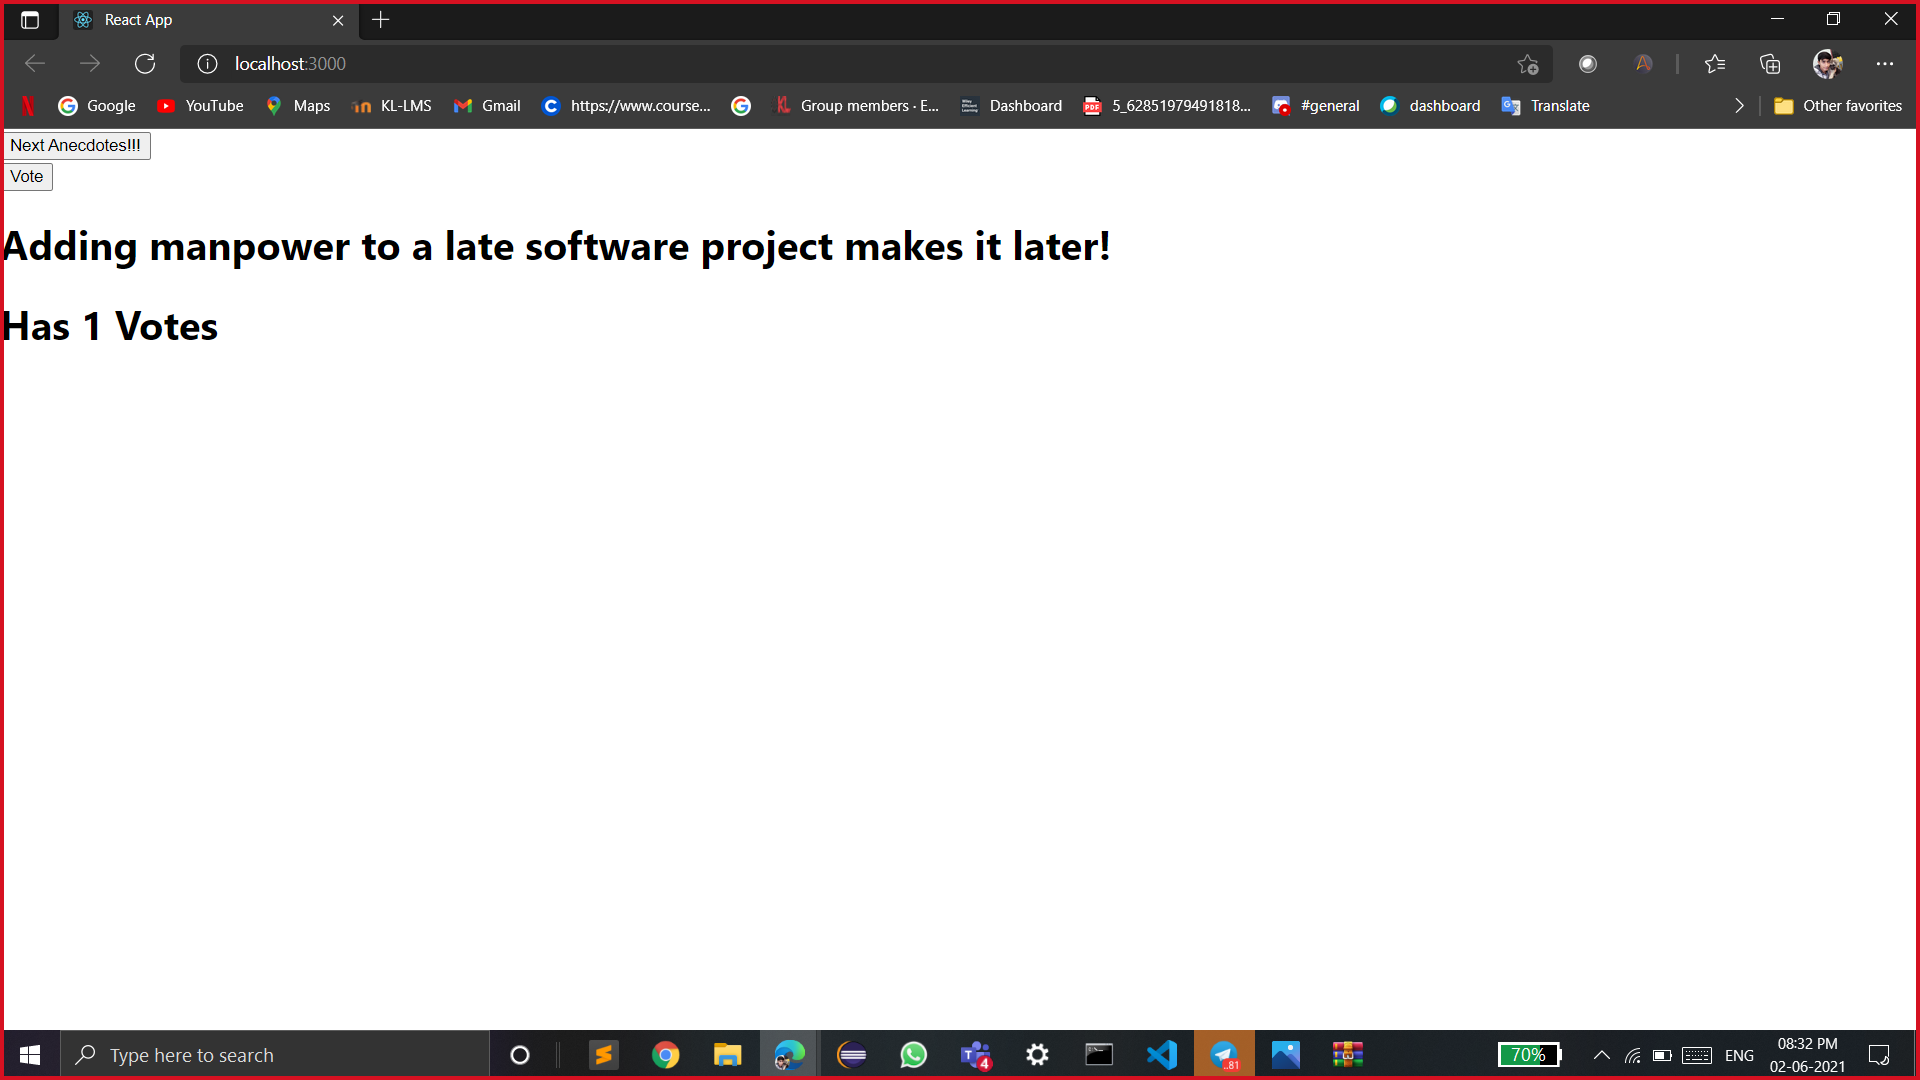 React App
localhost:3000
Google YouTube Maps KL-LMS Gmail https://www.course... Group members · E... Dashboard 5_62851979491818... #general dashboard Translate Other favorites
Next Anecdotes!!!
Vote
Adding manpower to a late software project makes it later!
Has 1 Votes
Type here to search
4
..81
70%
ENG
08:32 PM
02-06-2021